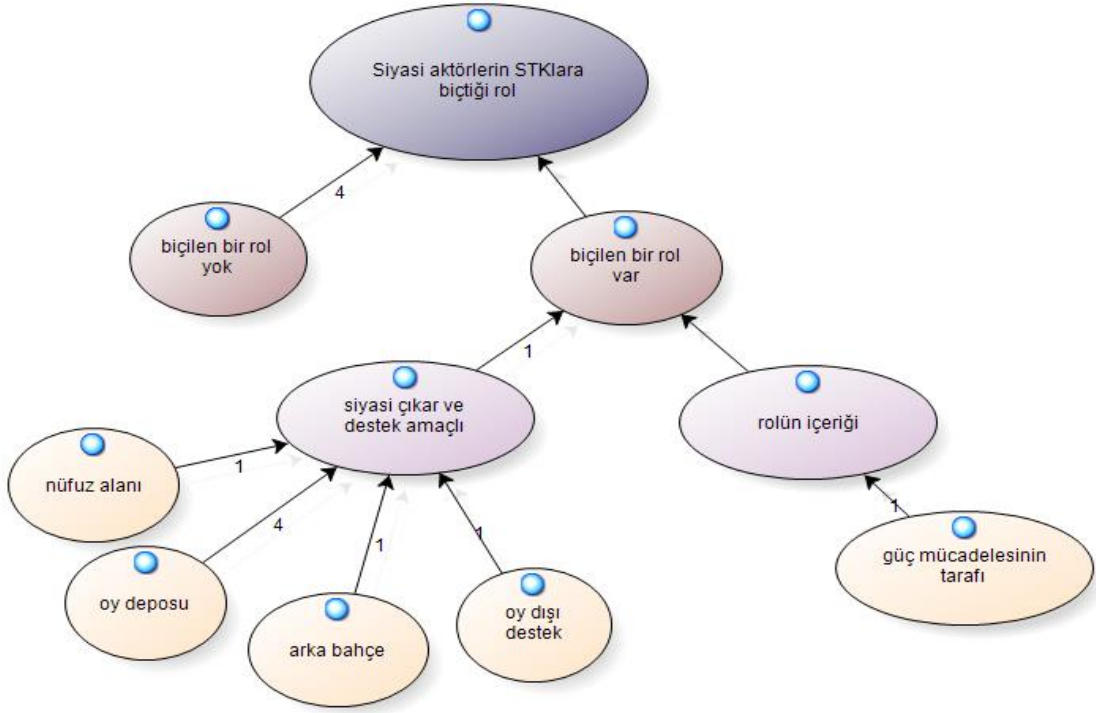 Siyasi aktörlerin STKlara
biçtiği rol
4
biçilen bir rol
yok
biçilen bir rol
var
1
siyasi çıkar ve
destek amaçlı
rolün içeriği
nüfuz alanı
1
4
1
1
1
oy deposu
arka bahçe
oy dışı
destek
güç mücadelesinin
tarafı